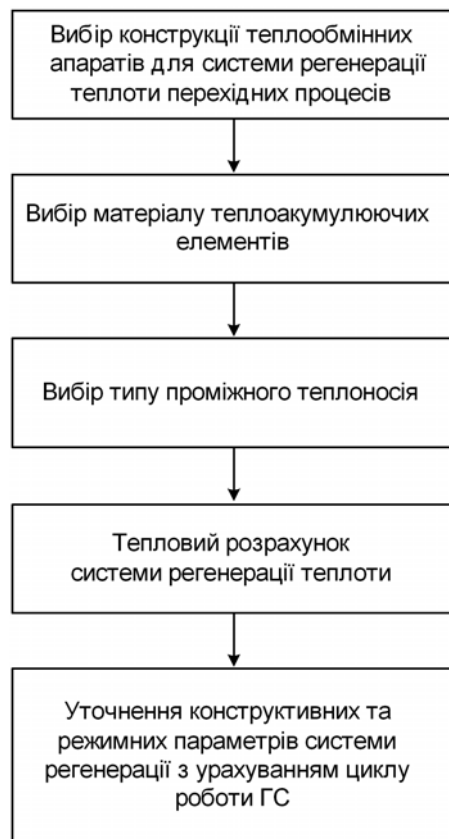 Вибір конструкції теплообмінних
апаратів для системи регенерації
теплоти перехідних процесів
Вибір матеріалу теплоакумулюючих
елементів
Вибір типу проміжного теплоносія
Тепловий розрахунок
системи регенерації теплоти
Уточнення конструктивних та
режимних параметрів системи
регенерації з урахуванням циклу
роботи ГС